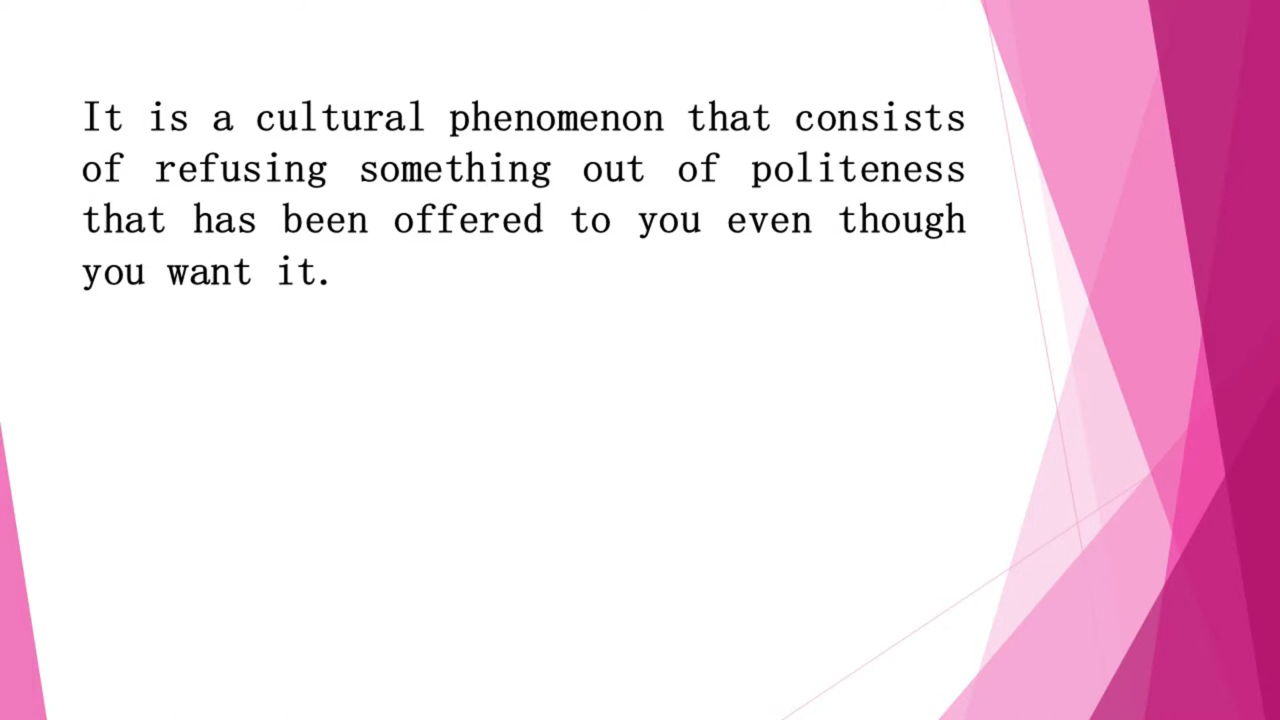 It is a cultural phenomenon that consists
of refusing something out of politeness
that has been offered to you even though
you want it.